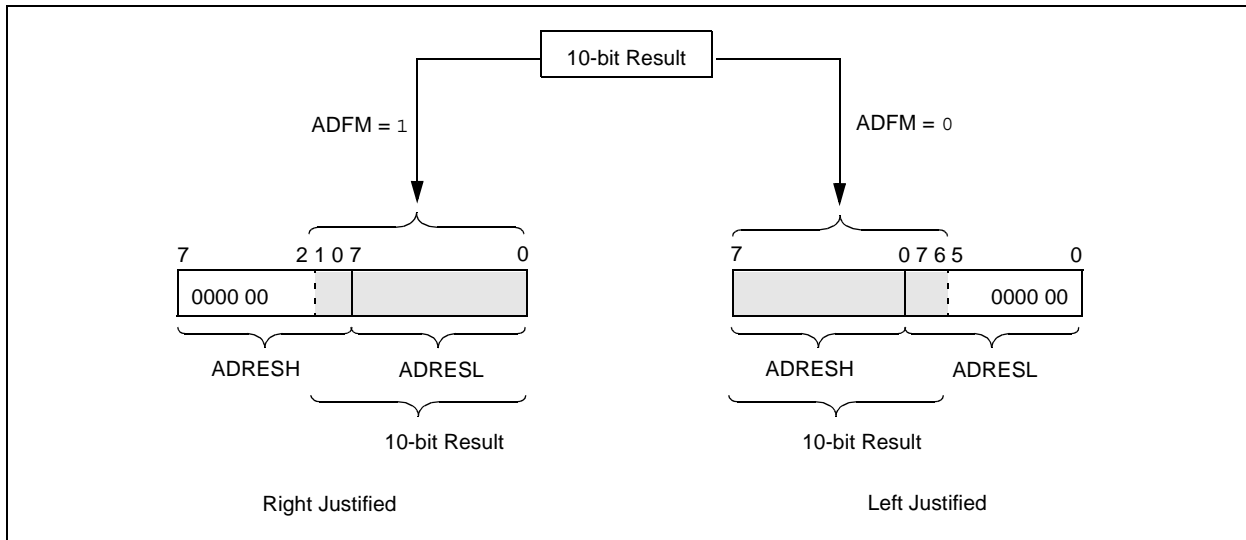 10-bit Result
ADFM = 1
ADFM = 0
7 2 1 0 7 0
7 0 7 6 5 0
0000 00
0000 00
ADRESH ADRESL
ADRESH ADRESL
10-bit Result
10-bit Result
Right Justified
Left Justified